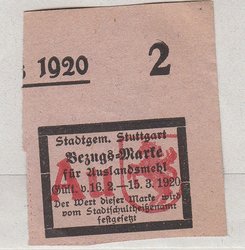 1920 2
Stadtgem. Stuttgart
Bezugs-Marke
für Auslandsmehl
Gült. v. 16.2.—15.3.1920
Der Wert dieser Marke wird
vom Stadtschultheißenamt
festgesetzt